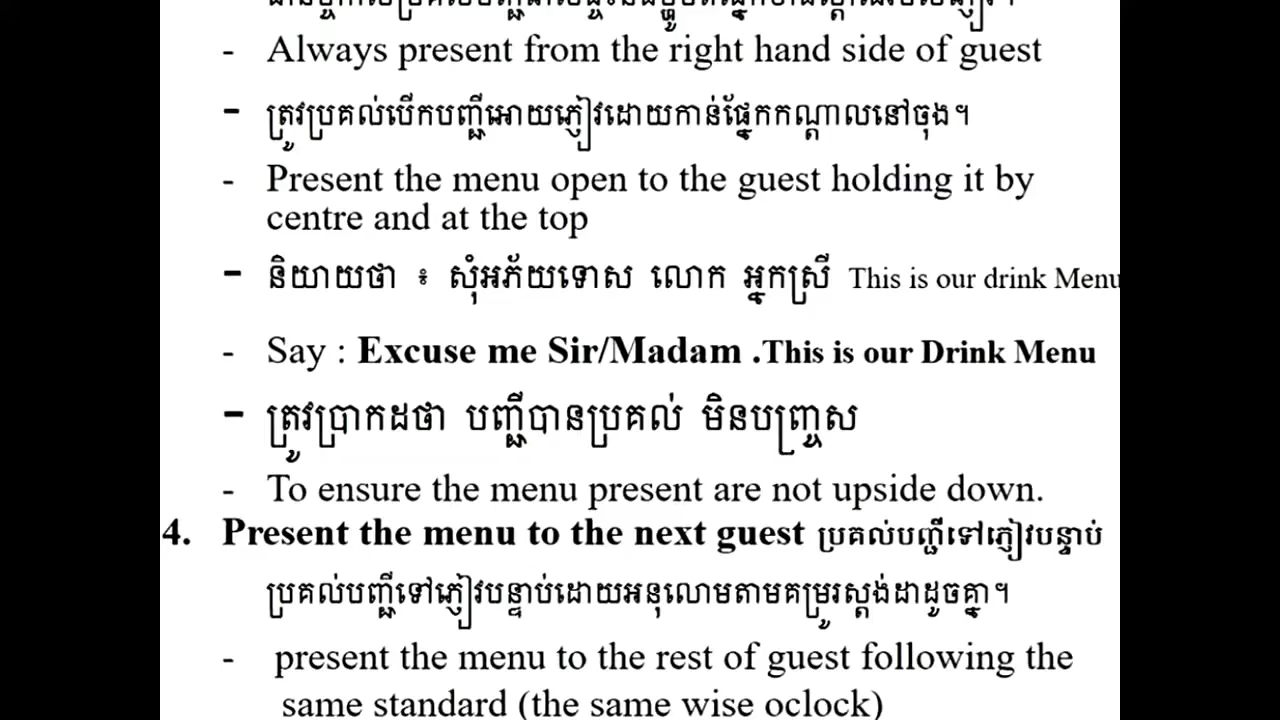 - Always present from the right hand side of guest
- ត្រូវប្រគល់បើកបញ្ជីអោយភ្ញៀវដោយកាន់ផ្នែកកណ្តាលនៅចុង។
- Present the menu open to the guest holding it by
centre and at the top
- និយាយថា ៖ សុំអភ័យទោស លោក អ្នកស្រី This is our drink Menu
- Say : Excuse me Sir/Madam .This is our Drink Menu
- ត្រូវប្រាកដថា បញ្ជីបានប្រគល់ មិនបញ្ច្រស
- To ensure the menu present are not upside down.
4. Present the menu to the next guest ប្រគល់បញ្ជីទៅភ្ញៀវបន្ទាប់
ប្រគល់បញ្ជីទៅភ្ញៀវបន្ទាប់ដោយអនុលោមតាមគម្រូវស្តង់ដាដូចគ្នា។
- present the menu to the rest of guest following the
same standard (the same wise oclock)